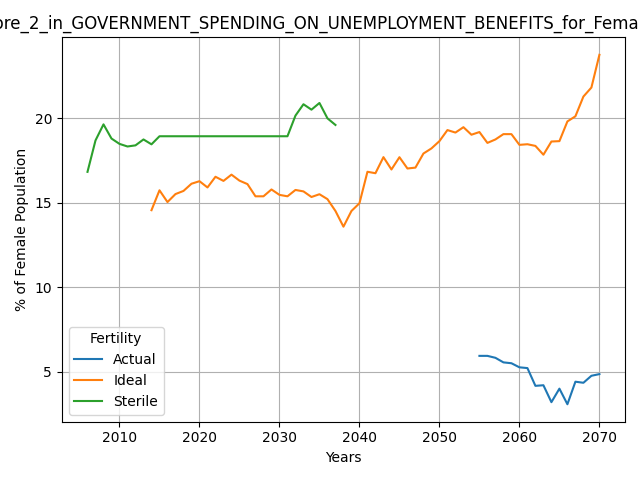 ore_2_in_GOVERNMENT_SPENDING_ON_UNEMPLOYMENT_BENEFITS_for_Fema
% of Female Population
20
15
10
5
Fertility
Actual
Ideal
Sterile
2010 2020 2030 2040 2050 2060 2070
Years